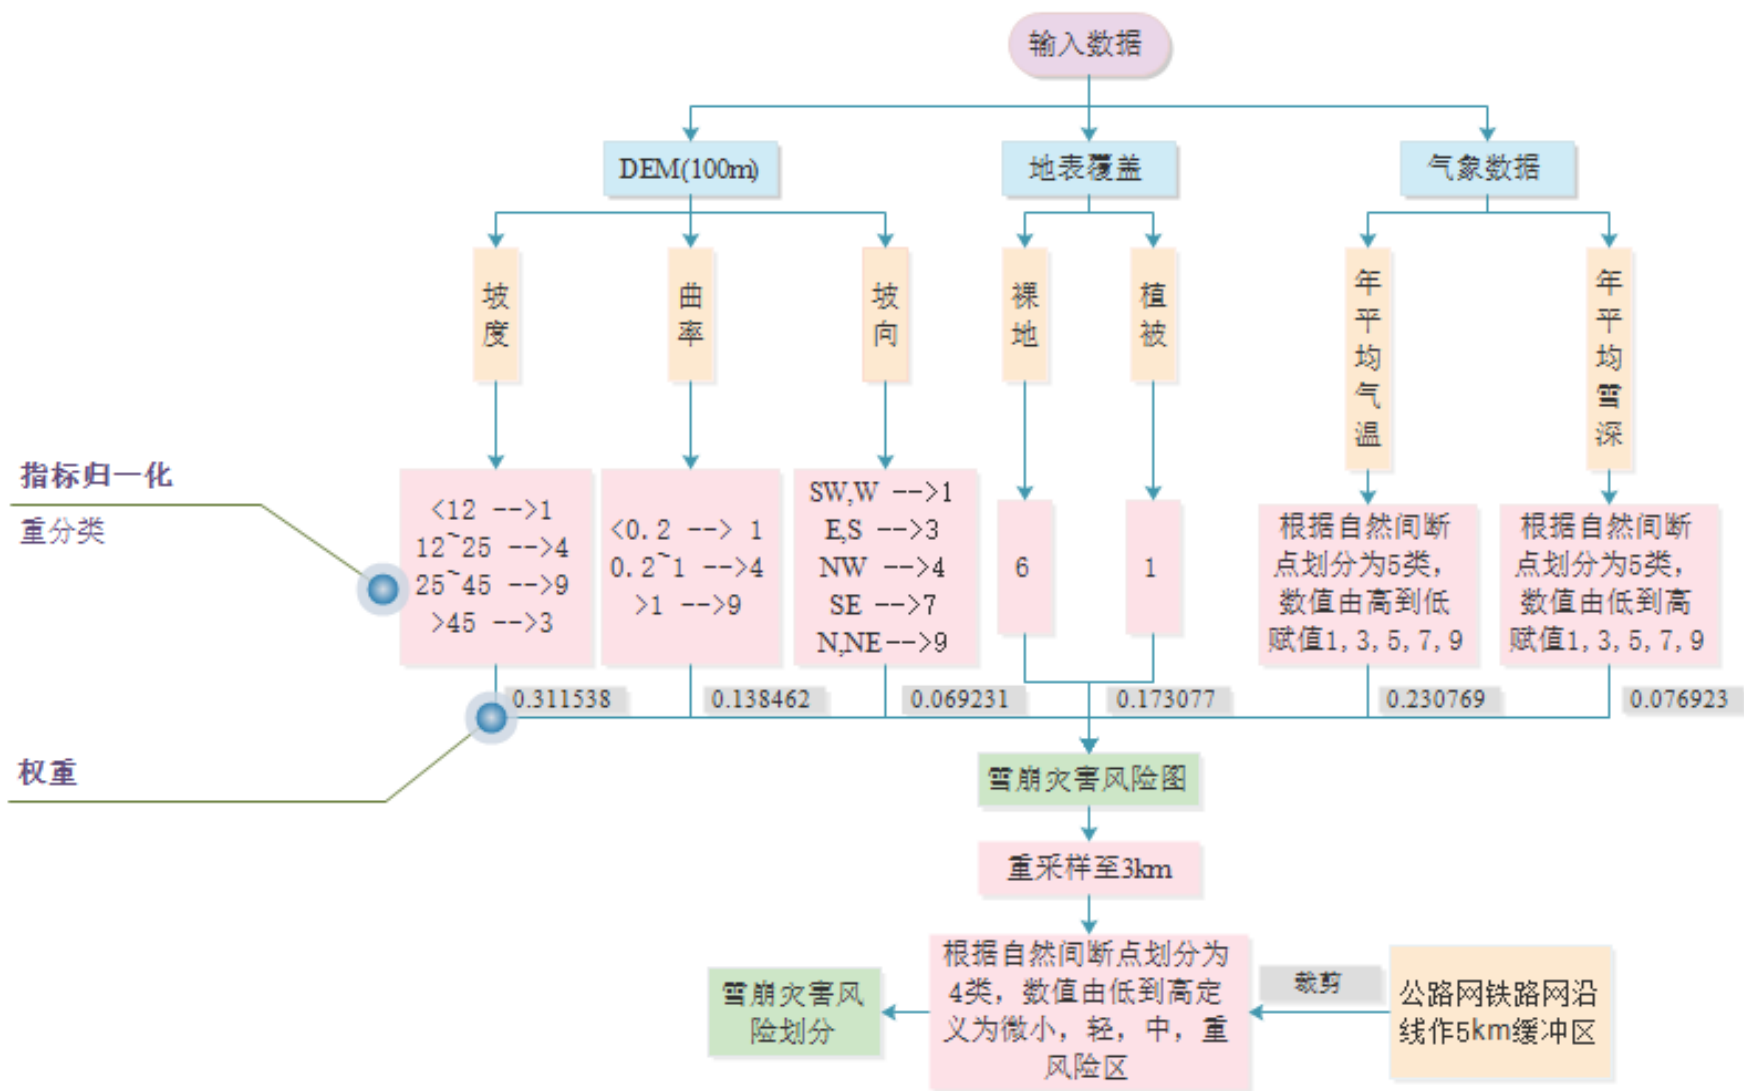 输入数据
DEM(100m)
地表覆盖
气象数据
坡
度
曲
率
坡
向
裸
地
植
被
年
平
均
气
温
年
平
均
雪
深
指标归一化
重分类
<12 -->1
12~25 -->4
25~45 -->9
>45 -->3
<0.2 --> 1
0.2~1 -->4
>1 -->9
SW,W -->1
E,S -->3
NW -->4
SE -->7
N,NE-->9
6
1
根据自然间断
点划分为5类,
数值由高到低
赋值1,3,5,7,9
根据自然间断
点划分为5类,
数值由低到高
赋值1,3,5,7,9
0.311538
0.138462
0.069231
0.173077
0.230769
0.076923
权重
雪崩灾害风险图
重采样至3km
根据自然间断点划分为
4类，数值由低到高定
义为微小，轻，中，重
风险区
裁剪
公路网铁路网沿
线作5km缓冲区
雪崩灾害风
险划分